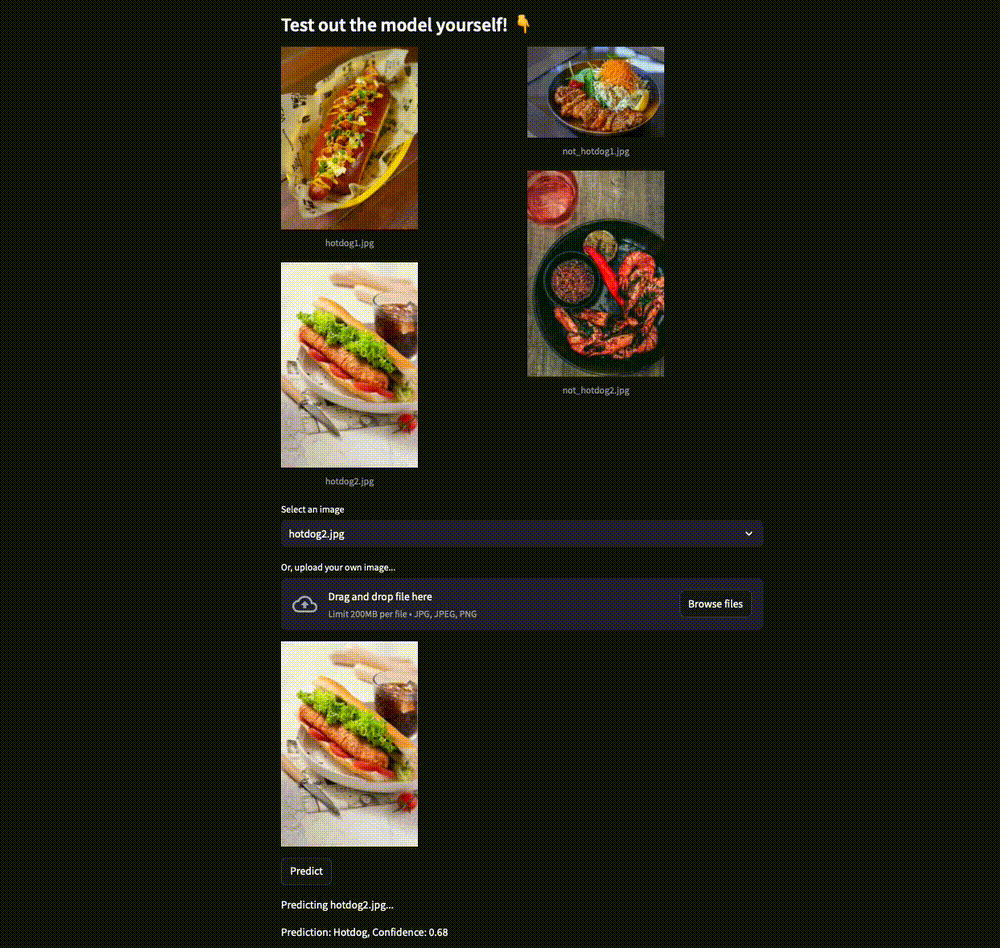 Test out the model yourself! 👇
hotdog1.jpg
hotdog2.jpg
not_hotdog1.jpg
not_hotdog2.jpg
Select an image
hotdog2.jpg
Or, upload your own image...
Drag and drop file here
Limit 200MB per file • JPG, JPEG, PNG
Browse files
Predict
Predicting hotdog2.jpg...
Prediction: Hotdog, Confidence: 0.68